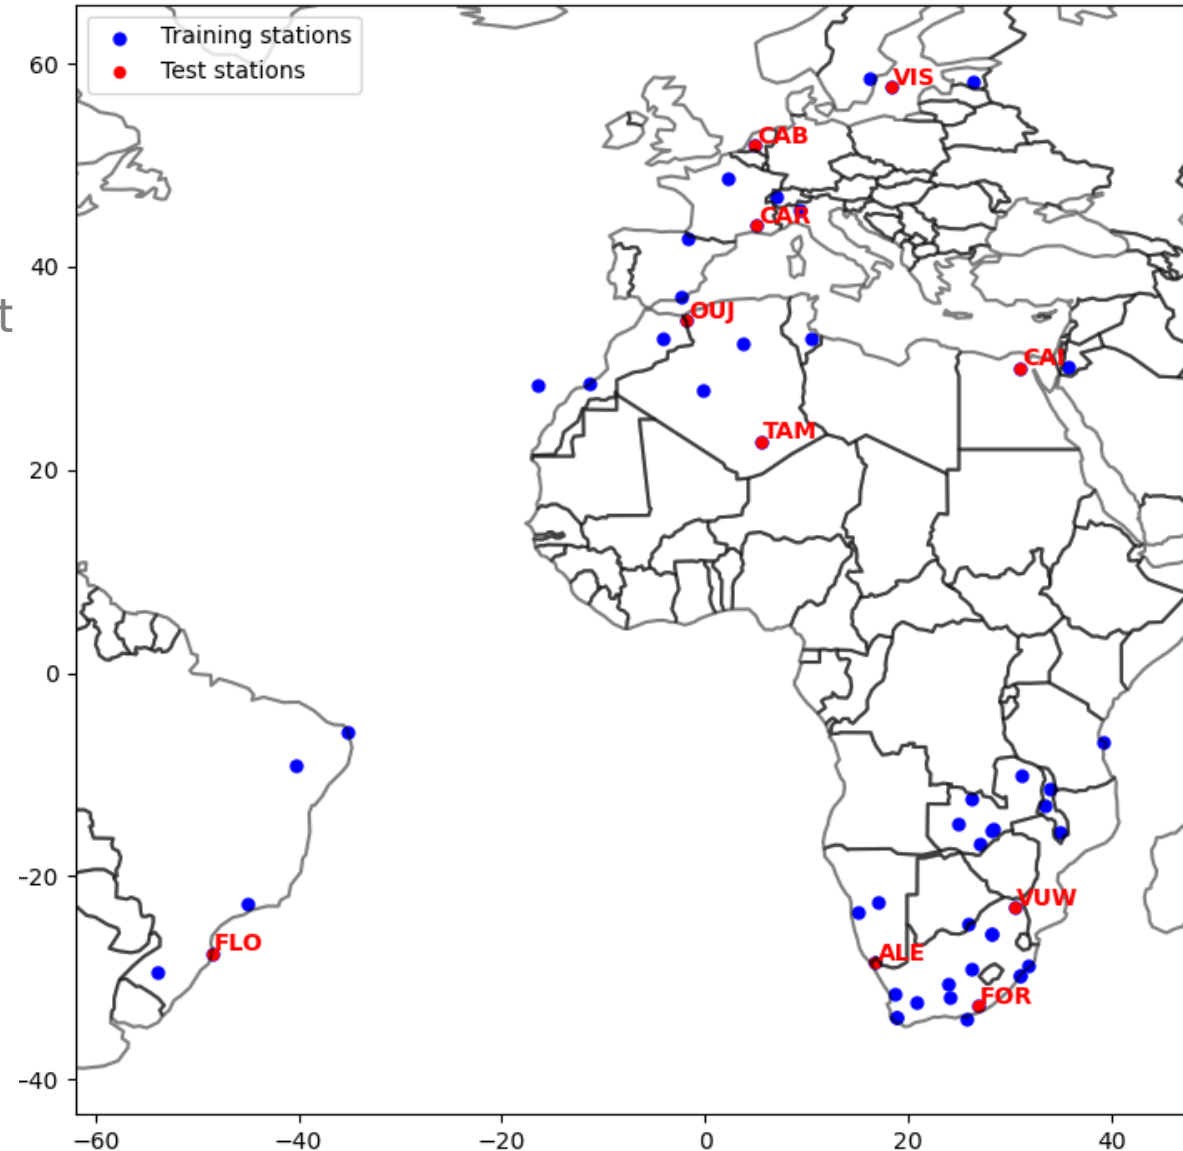 Training stations
Test stations
60
VIS
CAB
CAR
40
t
OUJ
CAI
TAM
20
0
−20
VUW
FLO
ALE
FOR
−40
−60
−40
−20
0
20
40